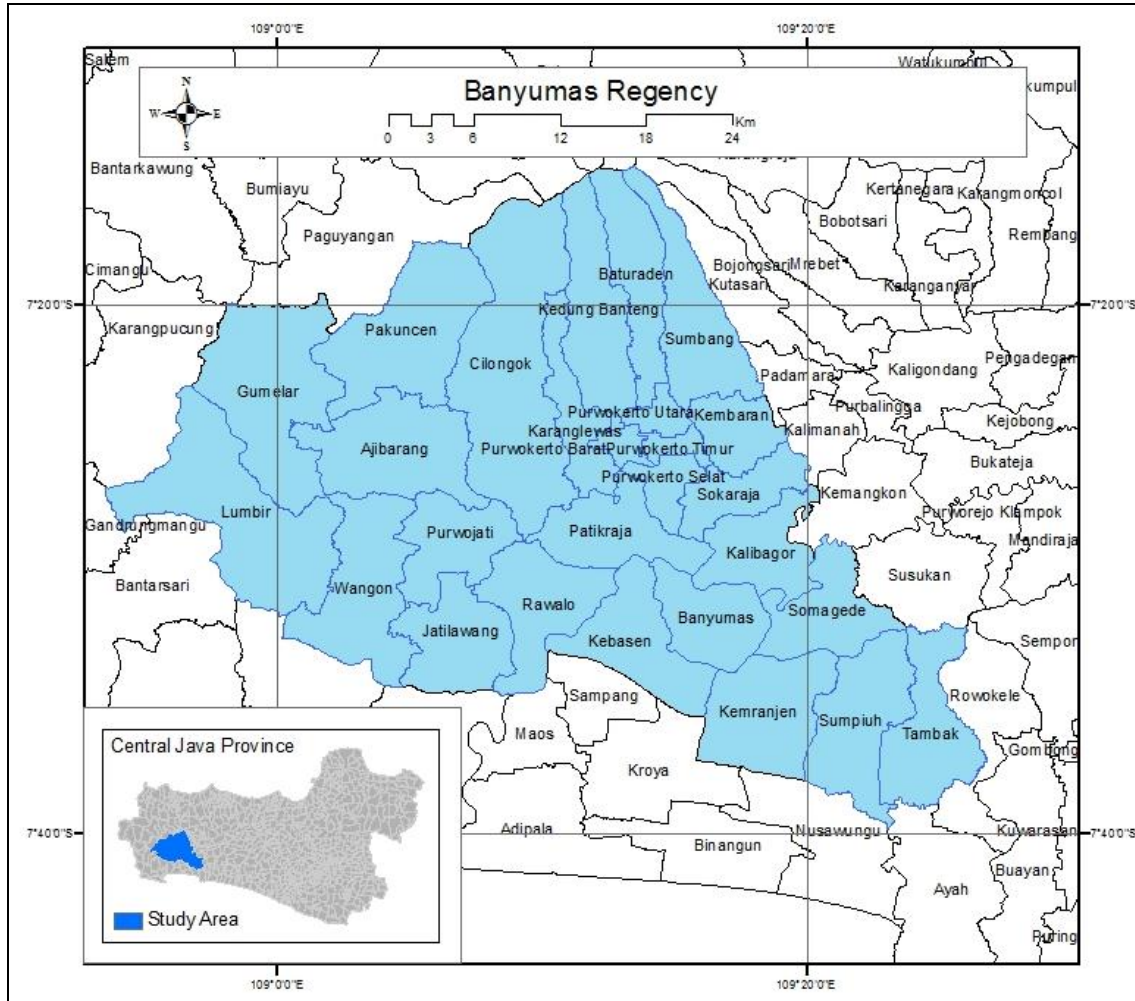 109°0'0"E 109°20'0"E
Salem
Banyumas Regency
N
W E
S
Km
0 3 6 12 18 24
kumpul
Bantarkawung
Bumiayu
Kertanegara
Karangmoncol
Bobotsari
Paguyangan
Rembang
Cimangu
Baturaden
Bojongsari
Mrebet
Kutasari
Karanganyar
7°20'0"S
Kedung Banteng
7°20'0"S
Karangpucung
Pakuncen
Cilongok
Sumbang
Pengadegan
Kaligondang
Padamara
Gumelar
Purbalingga
Purwokerto Utara
Kembaran
Kejobong
Karanglewas
Kalimanah
Ajibarang
Purwokerto Barat
Purwokerto Timur
Bukateja
Purwokerto Selat
Sokaraja
Kemangkon
Gandrungmangu
Lumbir
Purworejo Klampok
Purwojati
Patikraja
Mandiraja
Kalibagor
Susukan
Bantarsari
Wangon
Rawalo
Banyumas
Somagede
Jatilawang
Kebasen
Sempon
Sampang
Rowokele
Kemranjen
Sumpiuh
Tambak
Maos
Gombong
Central Java Province
Kroya
7°40'0"S
Adipala
Nusawungu
Kuwarasan
7°40'0"S
Binangun
Buayan
Ayah
Study Area
Puring
109°0'0"E 109°20'0"E